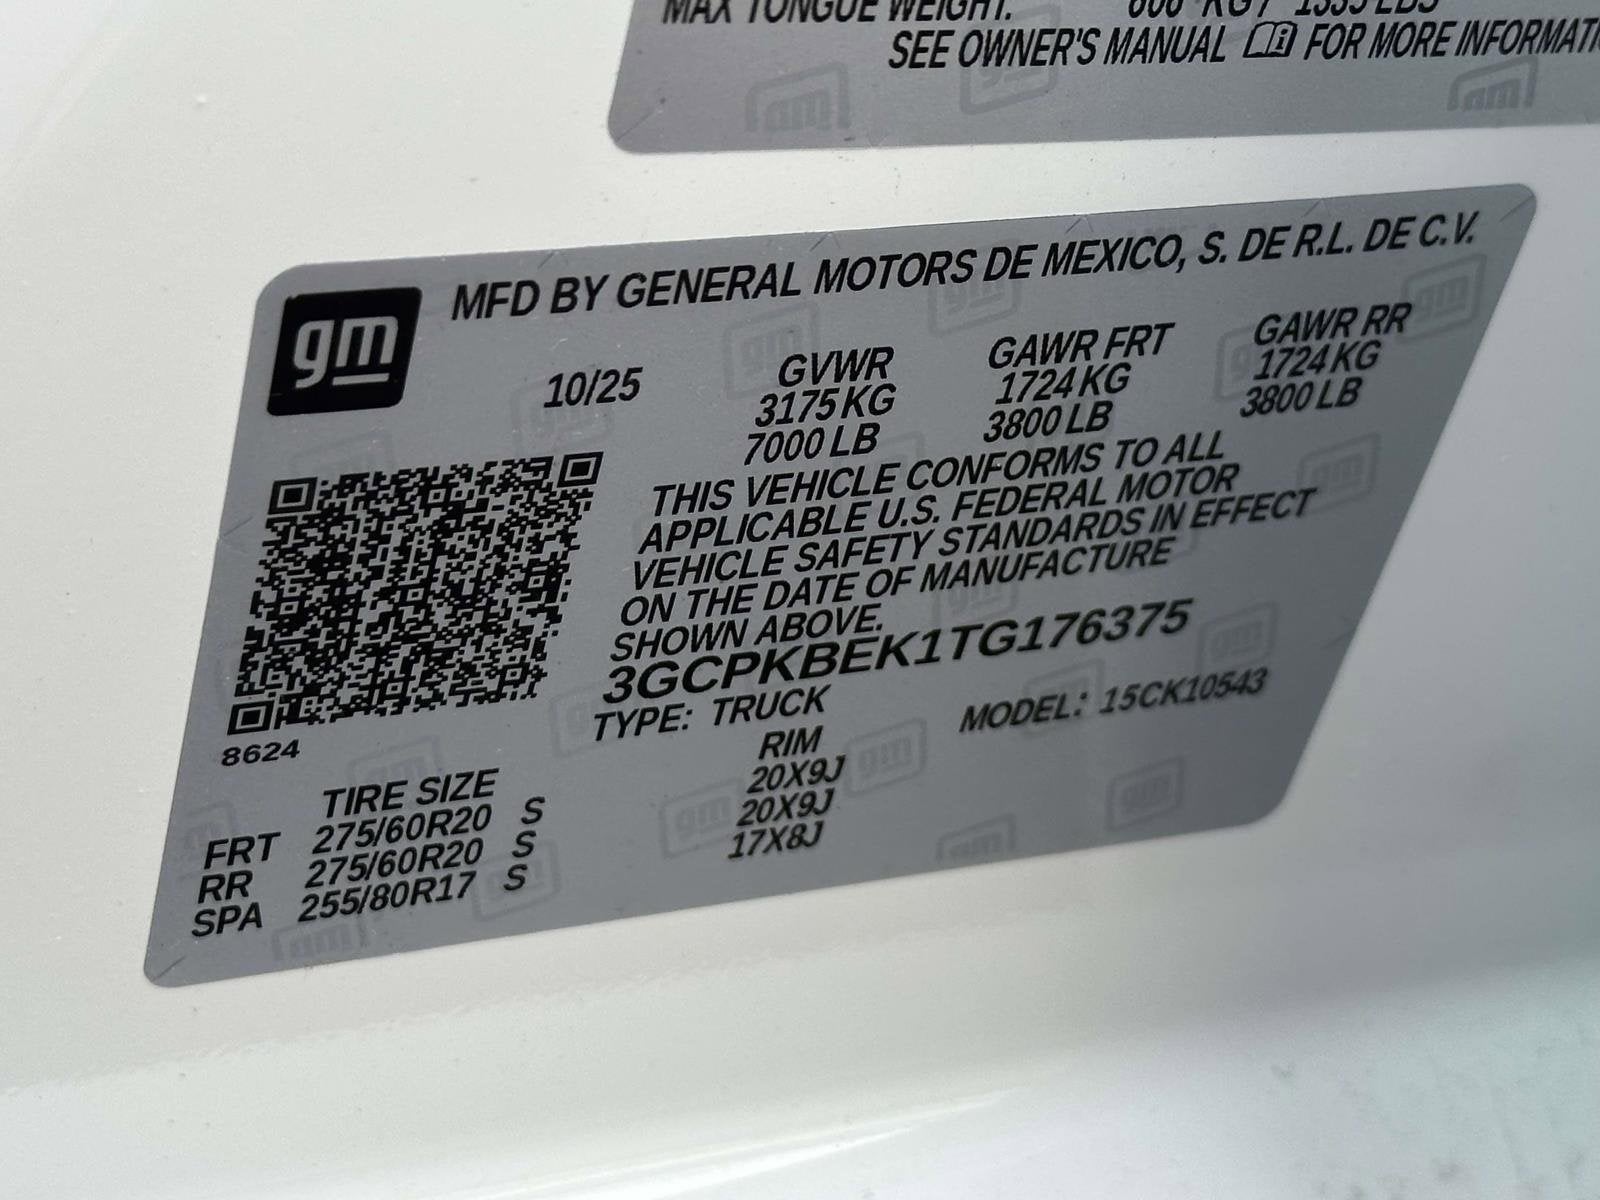 MAX TONGUE WEIGHT: 606 KG / 1335 LBS
SEE OWNER'S MANUAL FOR MORE
MFD BY GENERAL MOTORS DE MEXICO, S. DE R.L. DE C.V.
gm
10/25
GVWR GAWR FRT GAWR RR
3175 KG 1724 KG 1724 KG
7000 LB 3800 LB 3800 LB
THIS VEHICLE CONFORMS TO ALL
APPLICABLE U.S. FEDERAL MOTOR
VEHICLE SAFETY STANDARDS IN EFFECT
ON THE DATE OF MANUFACTURE
SHOWN ABOVE.
3GCPKBEK1TG176375
TYPE: TRUCK MODEL: 15CK10543
8624
TIRE SIZE RIM
FRT 275/60R20 S 20X9J
RR 275/60R20 S 20X9J
SPA 255/80R17 S 17X8J